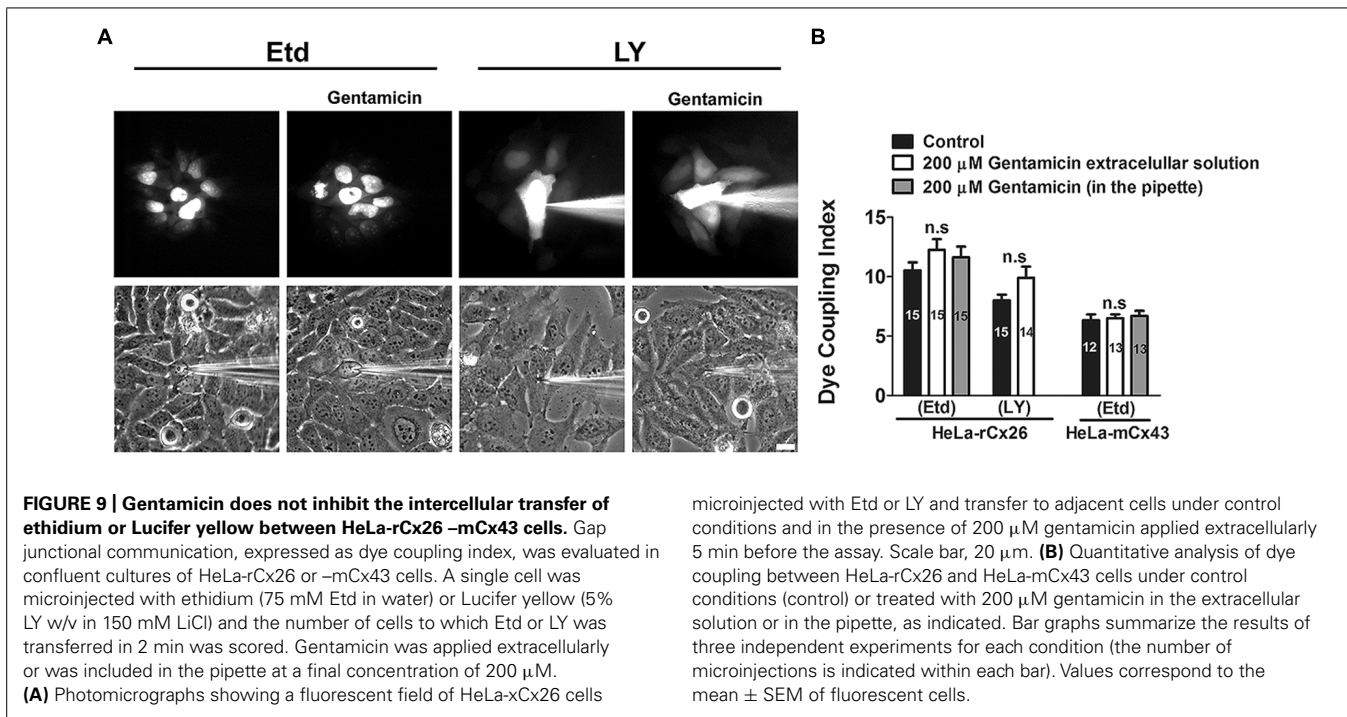 A
Etd
LY
Gentamicin
Gentamicin
B
Control
200 μM Gentamicin extracelullar solution
200 μM Gentamicin (in the pipette)
Dye Coupling Index
15
10
5
0
n.s
n.s
n.s
15
15
15
15
14
12
13
13
(Etd)
(LY)
(Etd)
HeLa-rCx26
HeLa-mCx43
FIGURE 9 | Gentamicin does not inhibit the intercellular transfer of
ethidium or Lucifer yellow between HeLa-rCx26 –mCx43 cells. Gap
junctional communication, expressed as dye coupling index, was evaluated in
confluent cultures of HeLa-rCx26 or –mCx43 cells. A single cell was
microinjected with ethidium (75 mM Etd in water) or Lucifer yellow (5%
LY w/v in 150 mM LiCl) and the number of cells to which Etd or LY was
transferred in 2 min was scored. Gentamicin was applied extracellularly
or was included in the pipette at a final concentration of 200 μM.
(A) Photomicrographs showing a fluorescent field of HeLa-xCx26 cells
microinjected with Etd or LY and transfer to adjacent cells under control
conditions and in the presence of 200 μM gentamicin applied extracellularly
5 min before the assay. Scale bar, 20 μm. (B) Quantitative analysis of dye
coupling between HeLa-rCx26 and HeLa-mCx43 cells under control
conditions (control) or treated with 200 μM gentamicin in the extracellular
solution or in the pipette, as indicated. Bar graphs summarize the results of
three independent experiments for each condition (the number of
microinjections is indicated within each bar). Values correspond to the
mean ± SEM of fluorescent cells.